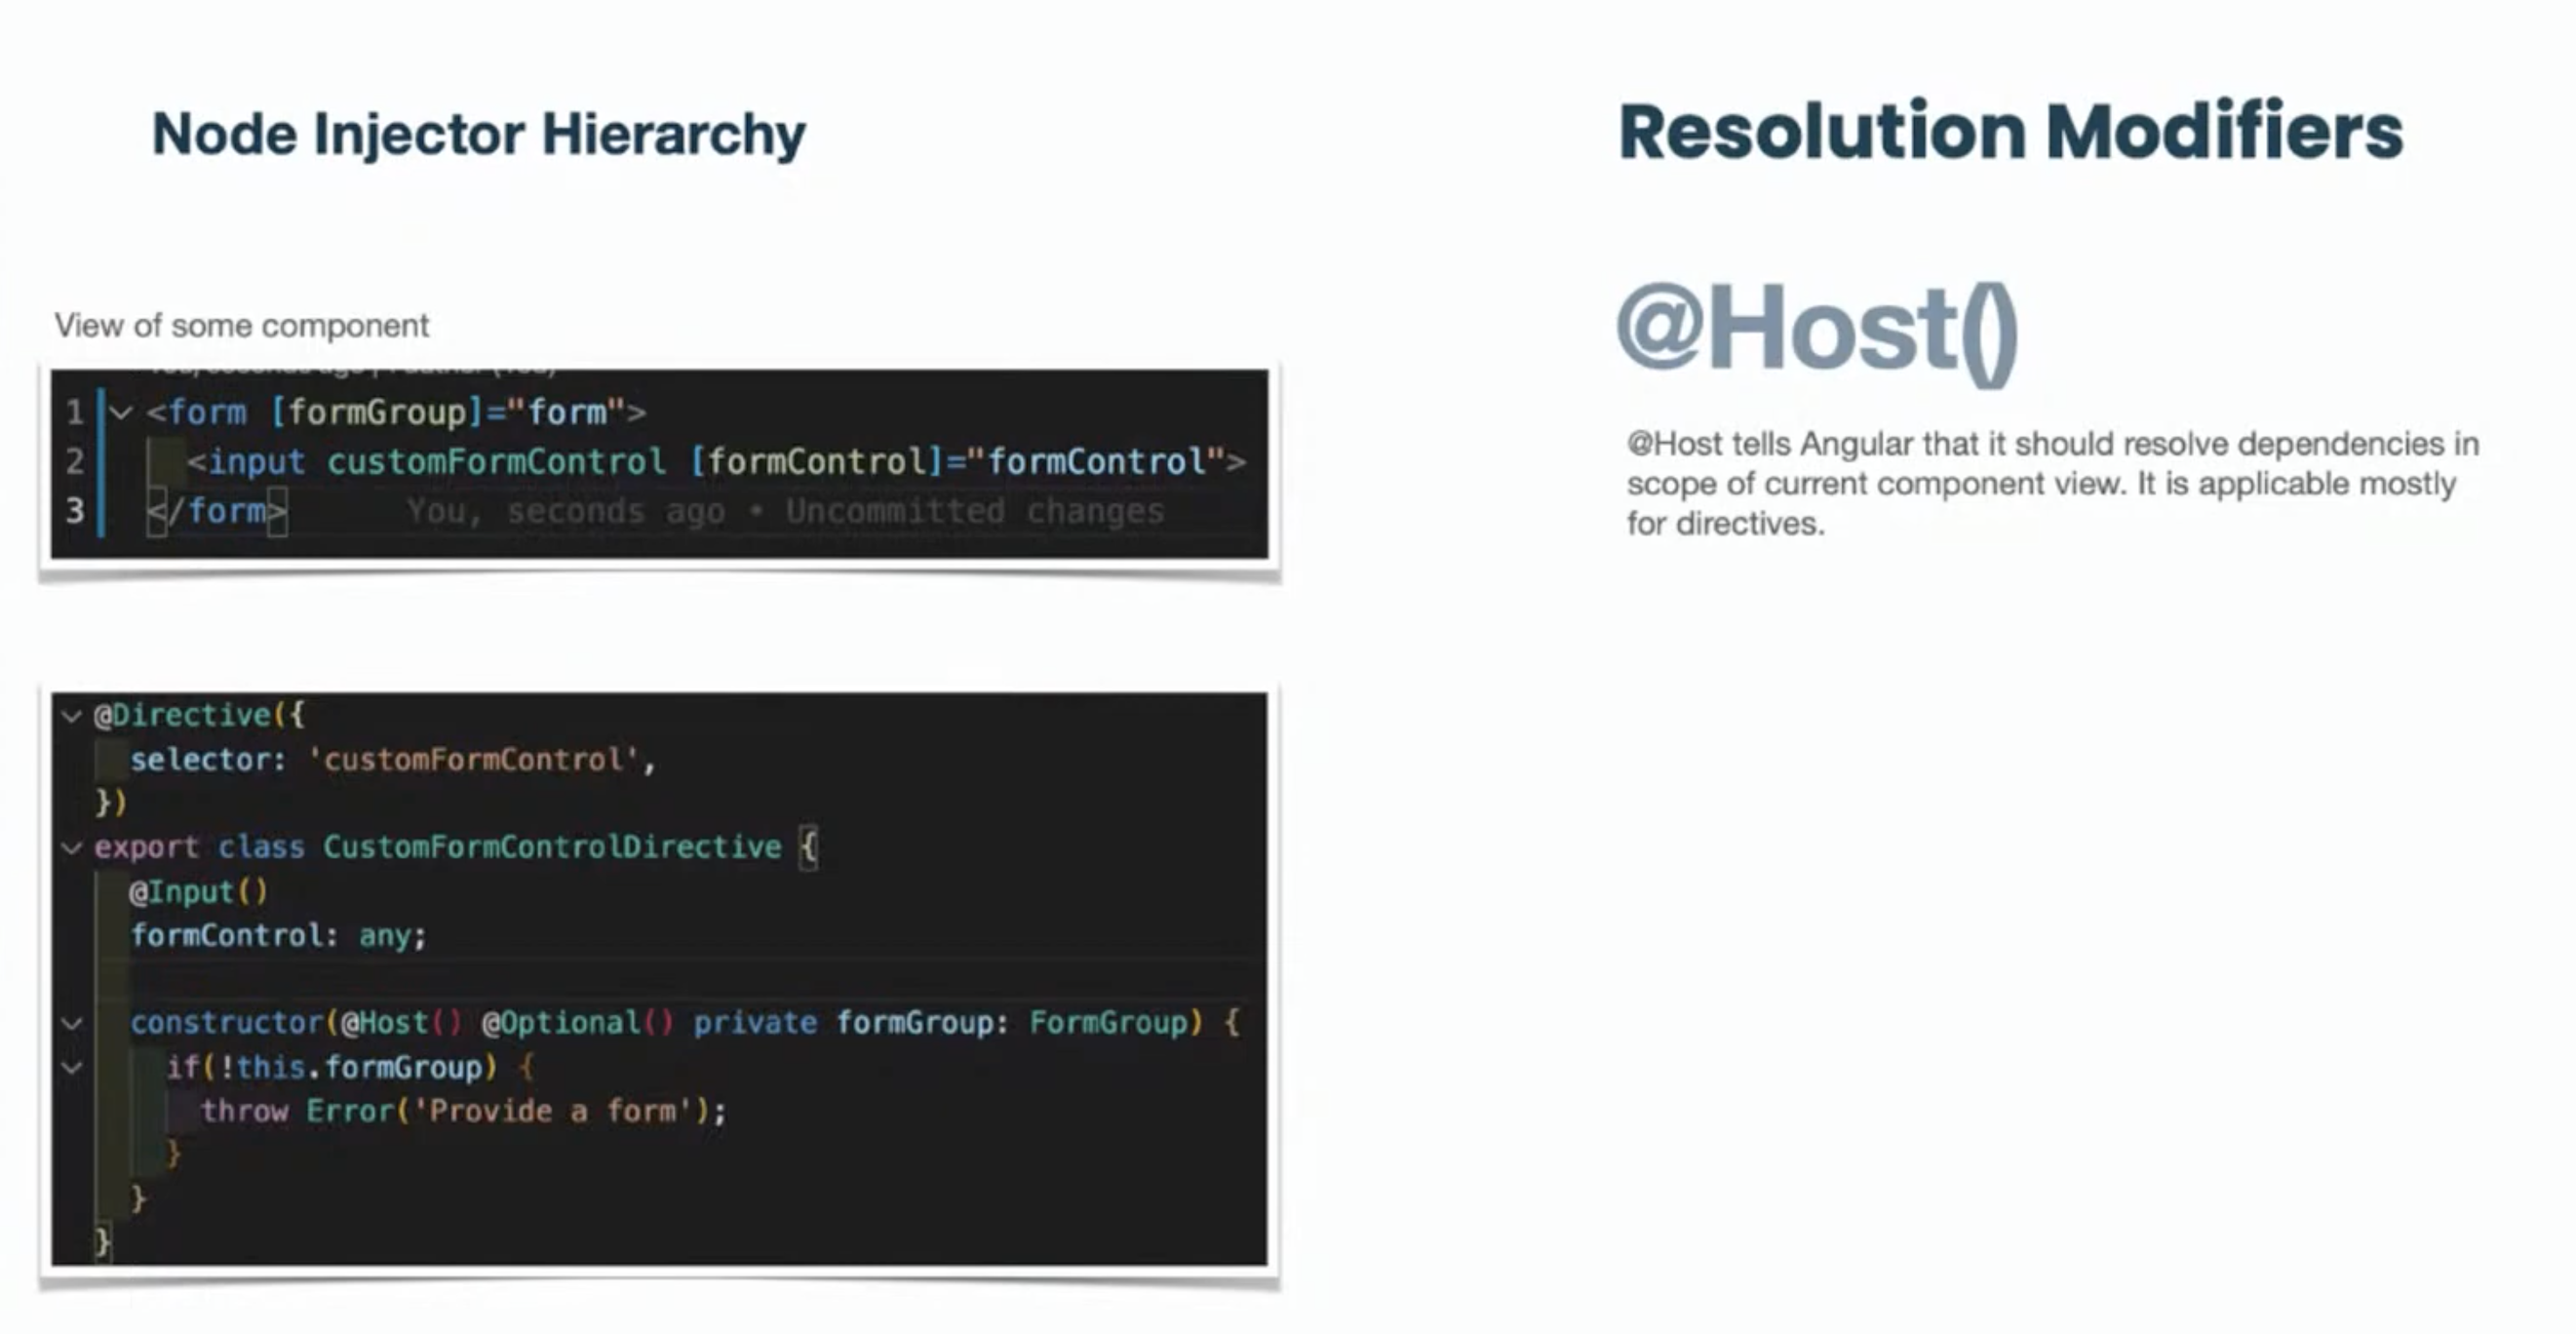 Node Injector Hierarchy
View of some component
1 <form [formGroup]="form">
2 <input customFormControl [formControl]="formControl">
3 </form> You, seconds ago • Uncommitted changes
@Directive({
selector: 'customFormControl',
})
export class CustomFormControlDirective {
@Input()
formControl: any;
constructor(@Host() @Optional() private formGroup: FormGroup) {
if(!this.formGroup) {
throw Error('Provide a form');
}
}
}
Resolution Modifiers
@Host()
@Host tells Angular that it should resolve dependencies in
scope of current component view. It is applicable mostly
for directives.